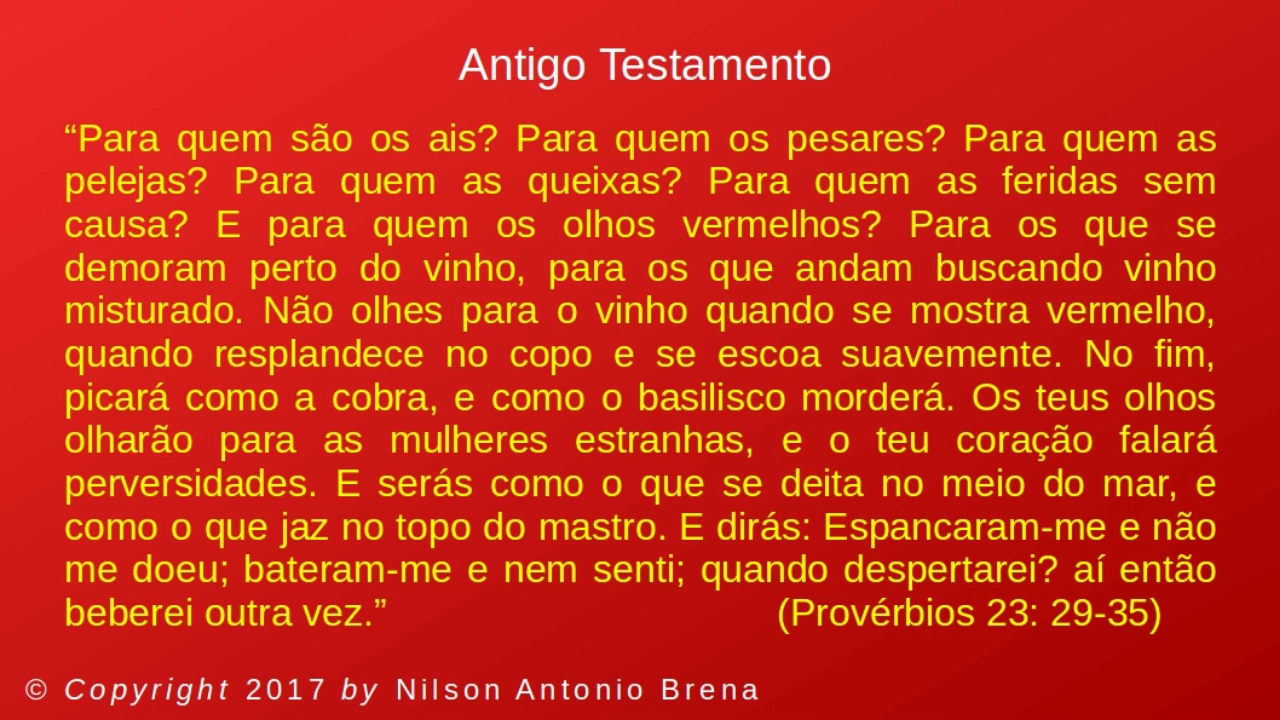 Antigo Testamento
“Para quem são os ais? Para quem os pesares? Para quem as
pelejas? Para quem as queixas? Para quem as feridas sem
causa? E para quem os olhos vermelhos? Para os que se
demoram perto do vinho, para os que andam buscando vinho
misturado. Não olhes para o vinho quando se mostra vermelho,
quando resplandece no copo e se escoa suavemente. No fim,
picará como a cobra, e como o basilisco morderá. Os teus olhos
olharão para as mulheres estranhas, e o teu coração falará
perversidades. E serás como o que se deita no meio do mar, e
como o que jaz no topo do mastro. E dirás: Espancaram-me e não
me doeu; bateram-me e nem senti; quando despertarei? aí então
beberei outra vez.” (Provérbios 23: 29-35)
© Copyright 2017 by Nilson Antonio Brena